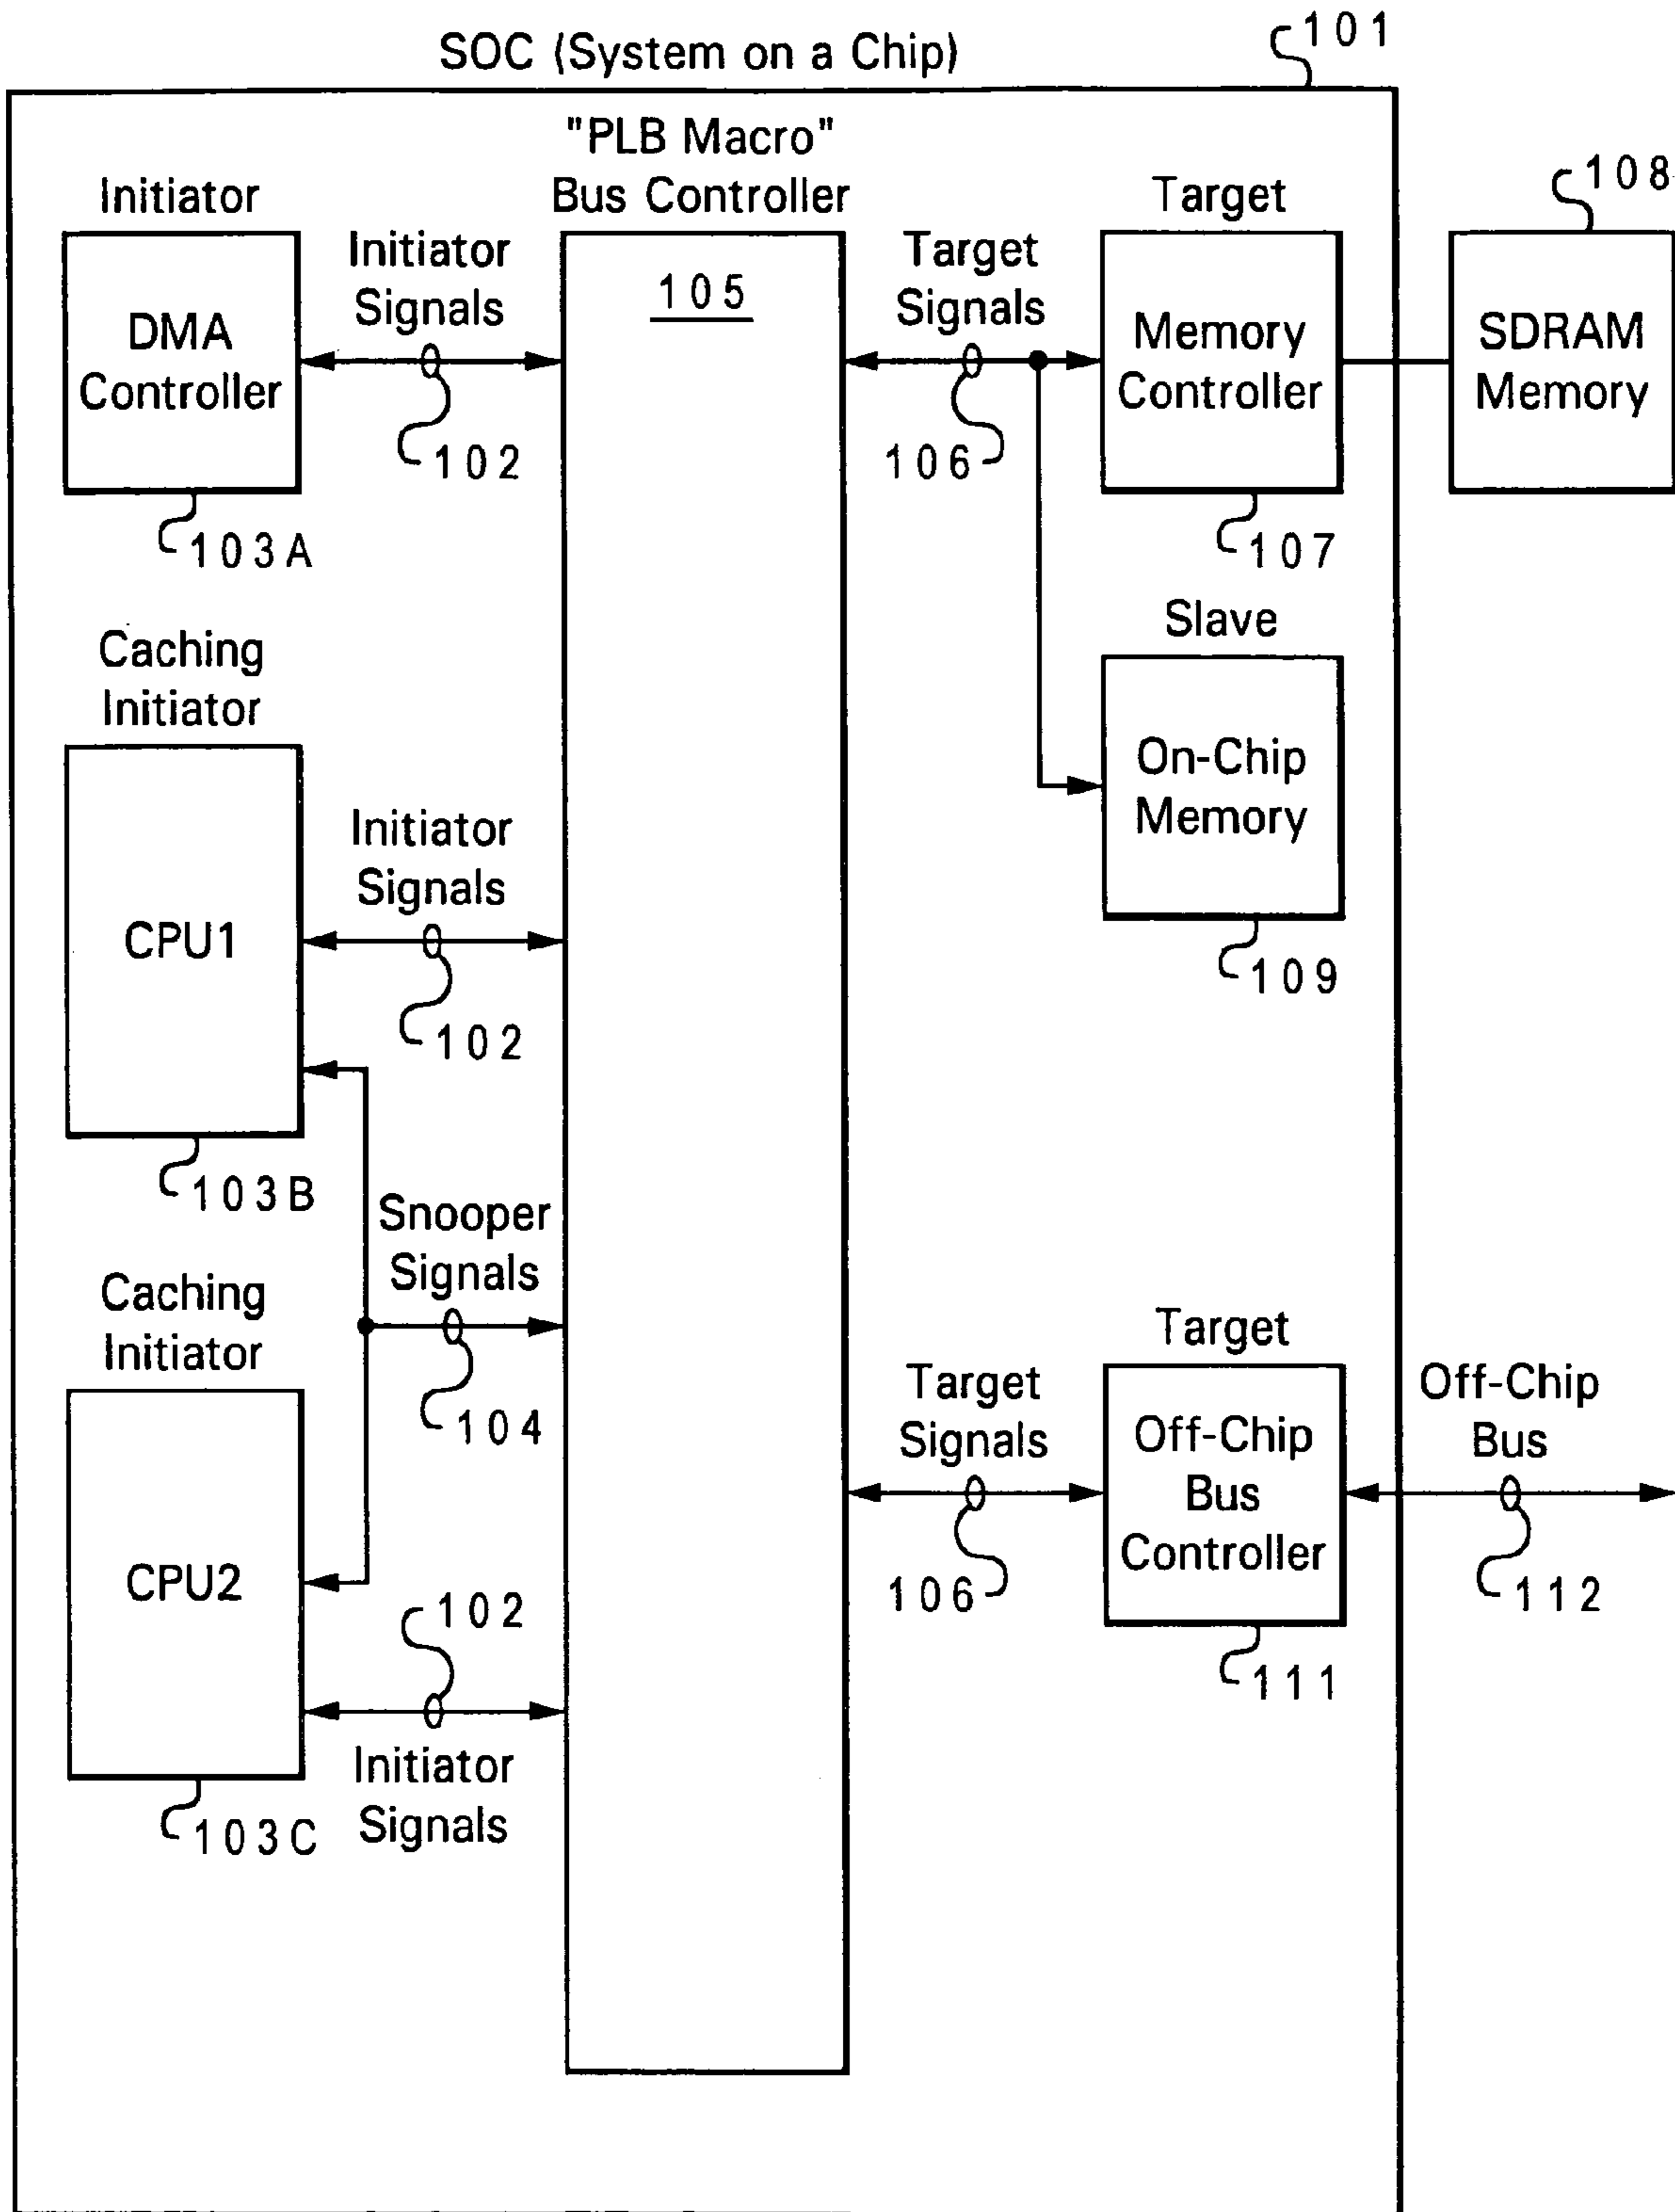 SOC (System on a Chip)
101
"PLB Macro"
Bus Controller
105
Initiator
DMA
Controller
103A
Initiator
Signals
102
Target
Signals
106
Target
Memory
Controller
107
108
SDRAM
Memory
Slave
On-Chip
Memory
109
Caching
Initiator
CPU1
103B
Initiator
Signals
102
Snooper
Signals
104
Caching
Initiator
CPU2
103C
102
Initiator
Signals
Target
Signals
106
Target
Off-Chip
Bus
Controller
111
Off-Chip
Bus
112